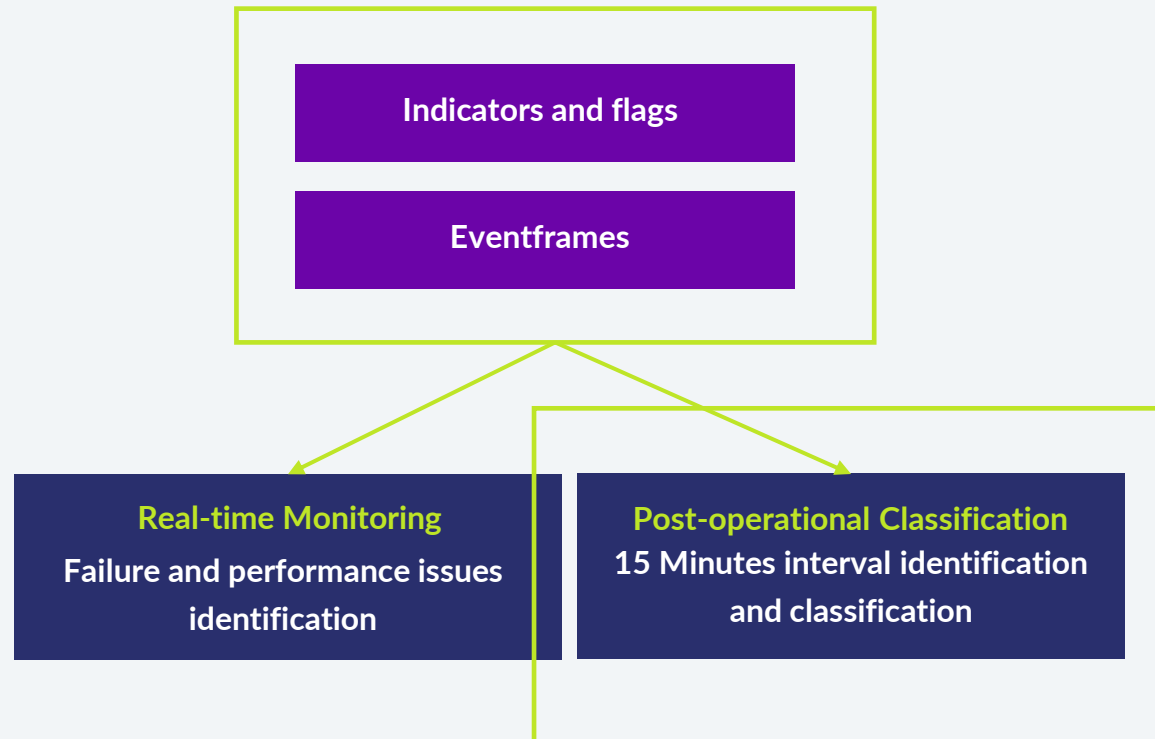 Indicators and flags
Eventframes
Real-time Monitoring
Failure and performance issues
identification
Post-operational Classification
15 Minutes interval identification
and classification